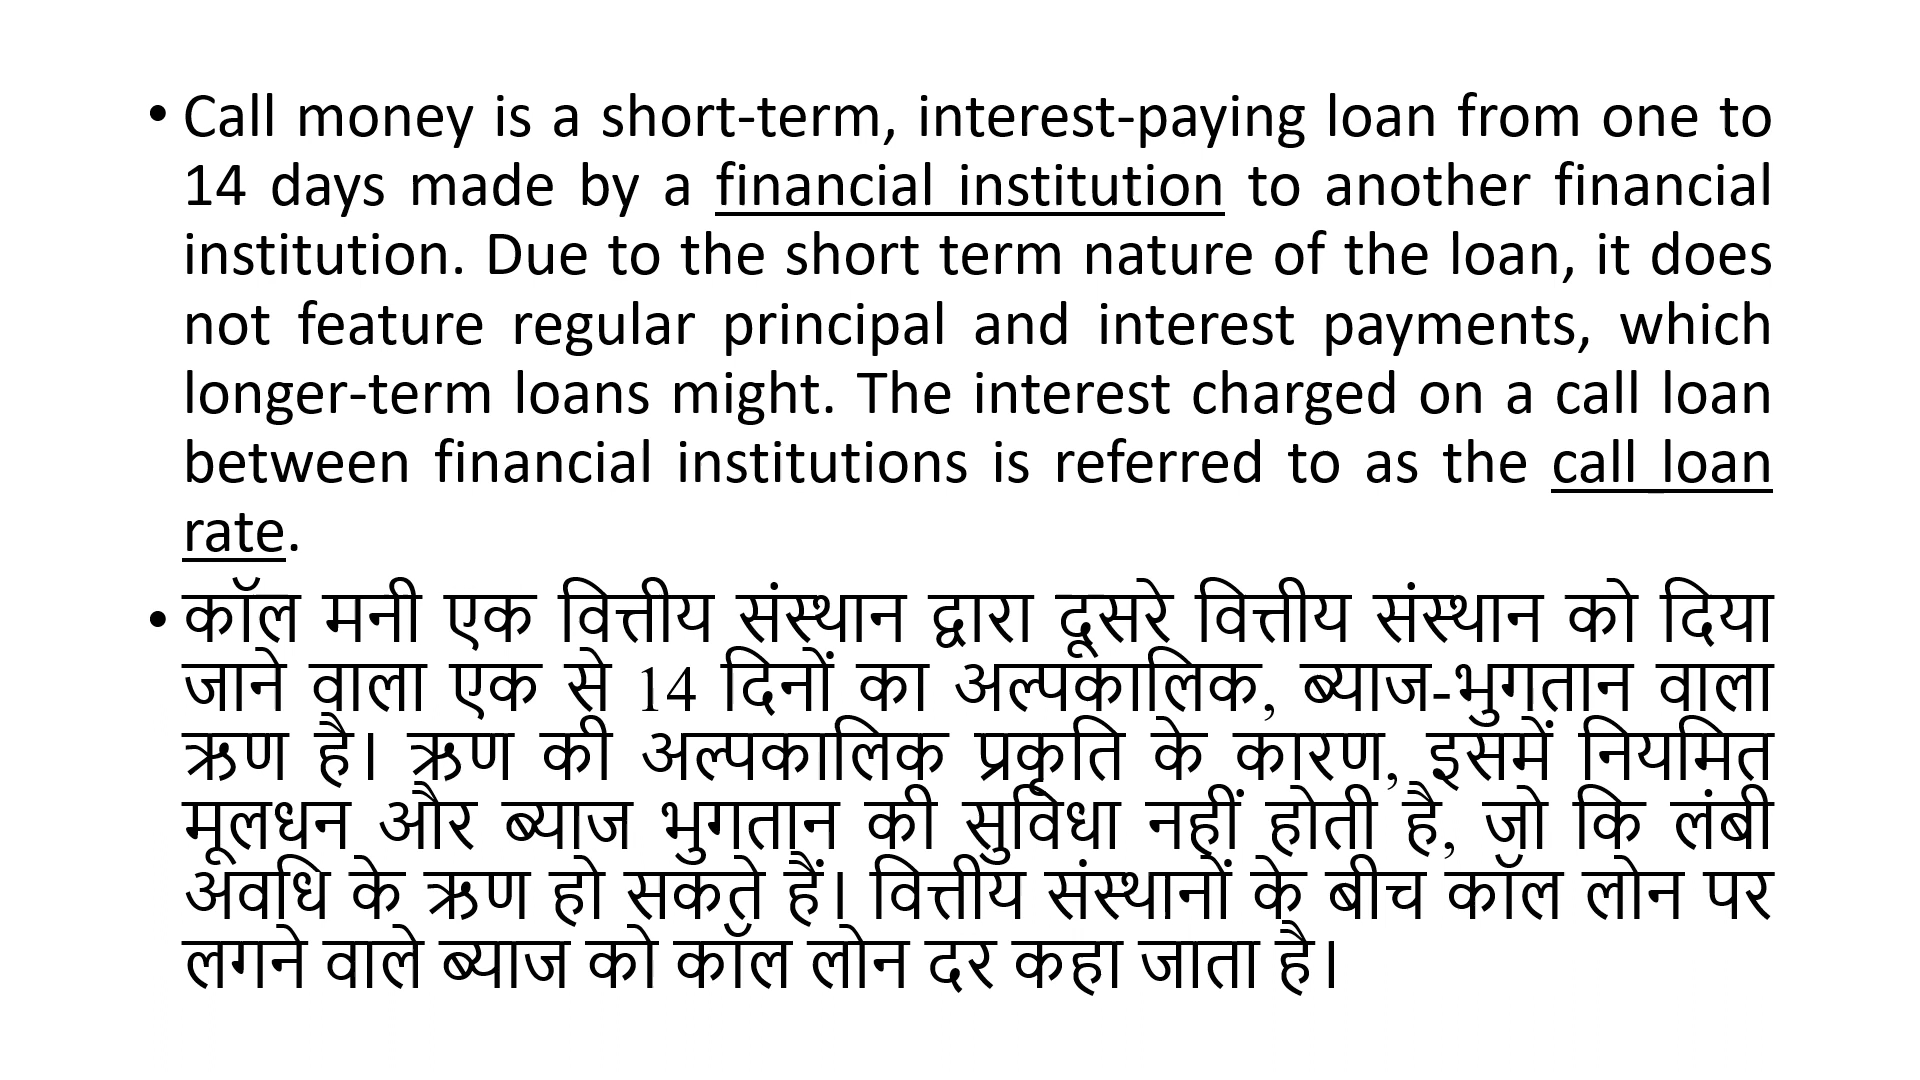 • Call money is a short-term, interest-paying loan from one to
14 days made by a financial institution to another financial
institution. Due to the short term nature of the loan, it does
not feature regular principal and interest payments, which
longer-term loans might. The interest charged on a call loan
between financial institutions is referred to as the call loan
rate.
• कॉल मनी एक वित्तीय संस्थान द्वारा दूसरे वित्तीय संस्थान को दिया
जाने वाला एक से 14 दिनों का अल्पकालिक, ब्याज-भुगतान वाला
ऋण है। ऋण की अल्पकालिक प्रकृति के कारण, इसमें नियमित
मूलधन और ब्याज भुगतान की सुविधा नहीं होती है, जो कि लंबी
अवधि के ऋण हो सकते हैं। वित्तीय संस्थानों के बीच कॉल लोन पर
लगने वाले ब्याज को कॉल लोन दर कहा जाता है।